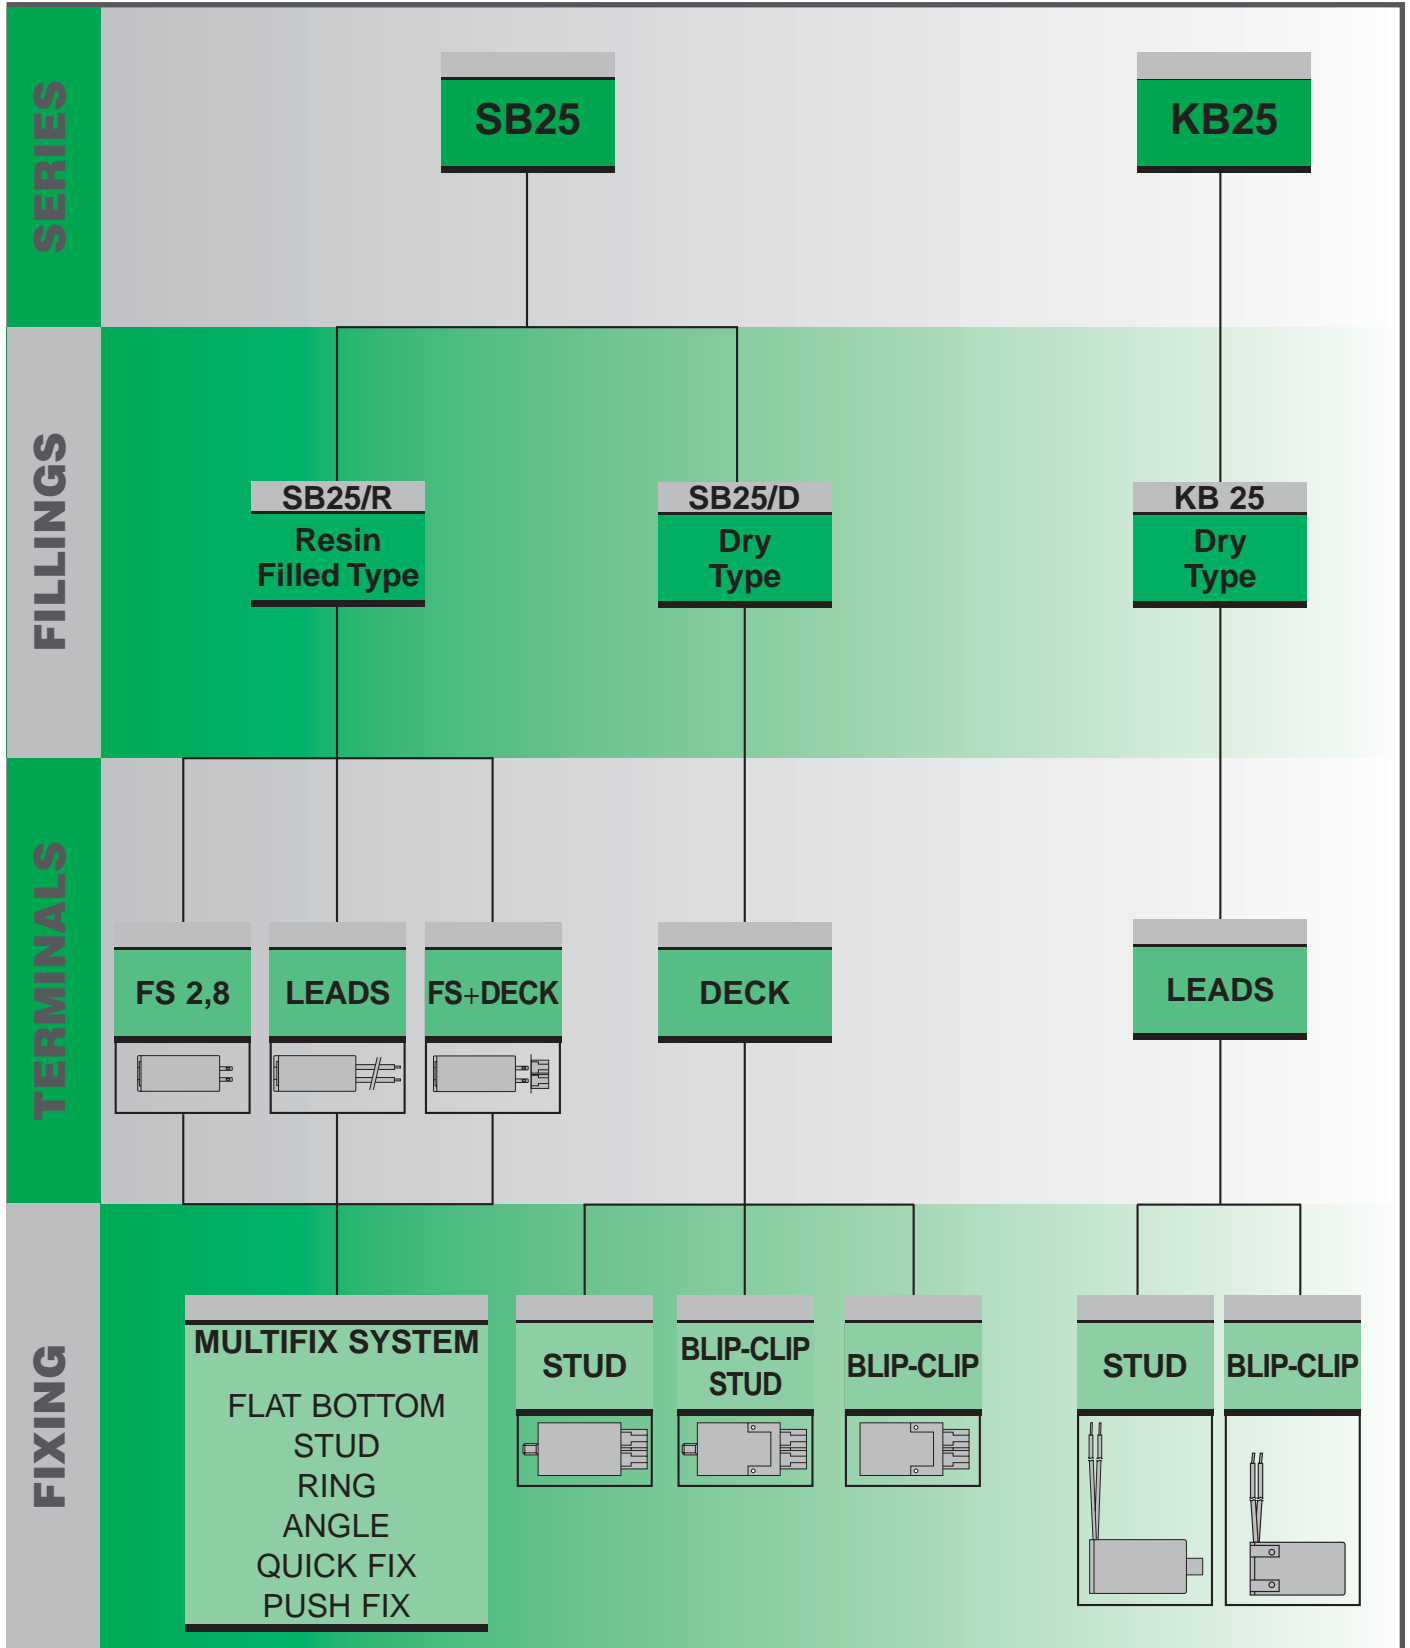 SERIES
SB25
KB25
FILLINGS
SB25/R
Resin
Filled Type
SB25/D
Dry
Type
KB 25
Dry
Type
TERMINALS
FS 2,8
LEADS
FS+DECK
DECK
LEADS
FIXING
MULTIFIX SYSTEM
FLAT BOTTOM
STUD
RING
ANGLE
QUICK FIX
PUSH FIX
STUD
BLIP-CLIP
STUD
BLIP-CLIP
STUD
BLIP-CLIP